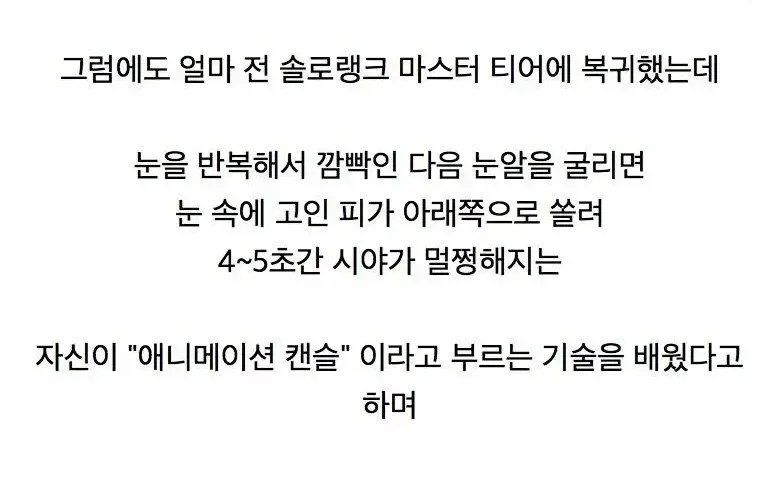 그럼에도 얼마 전 솔로랭크 마스터 티어에 복귀했는데
눈을 반복해서 깜빡인 다음 눈알을 굴리면
눈 속에 고인 피가 아래쪽으로 쏠려
4~5초간 시야가 멀쩡해지는
자신이 "애니메이션 캔슬" 이라고 부르는 기술을 배웠다고
하며